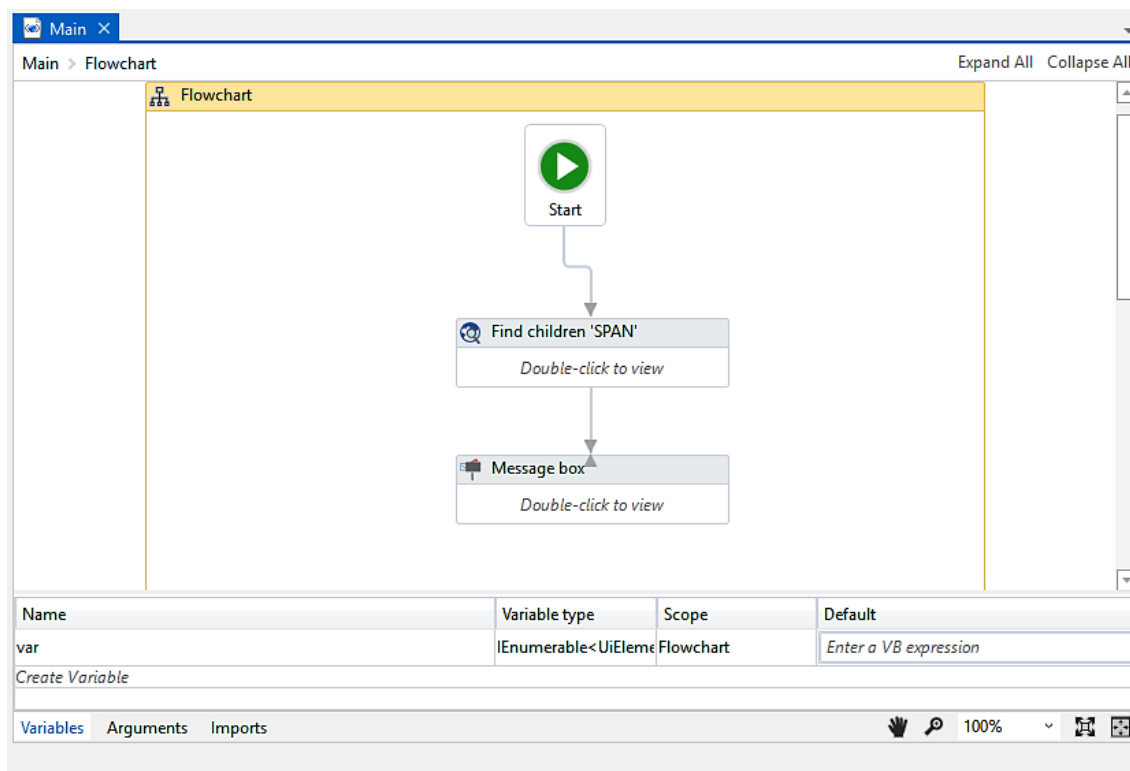 Main
Main > Flowchart Expand All Collapse All
Flowchart
Start
Find children 'SPAN'
Double-click to view
Message box
Double-click to view
Name Variable type Scope Default
var IEnumerable<UiEleme Flowchart Enter a VB expression
Create Variable
Variables Arguments Imports 100%